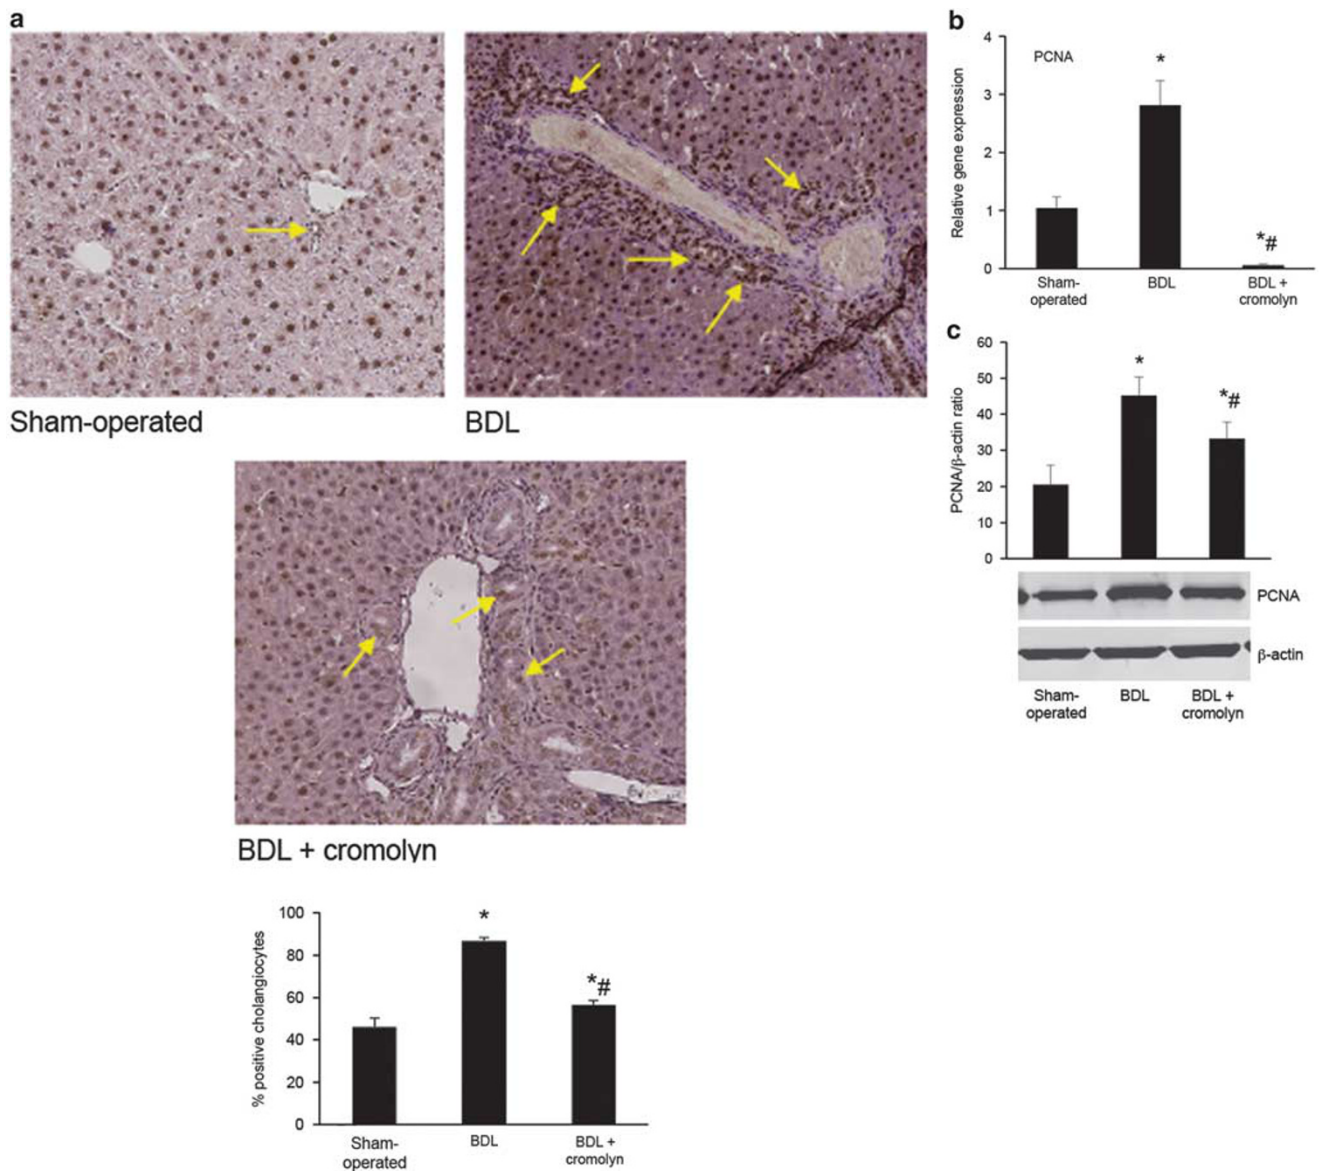 a
Sham-operated
BDL
BDL + cromolyn
% positive cholangiocytes
100
80
60
40
20
0
*
*#
Sham-
operated
BDL
BDL +
cromolyn
b
Relative gene expression
4
3
2
1
0
PCNA
*
*#
Sham-
operated
BDL
BDL +
cromolyn
c
PCNA/β-actin ratio
60
50
40
30
20
10
0
*
*#
PCNA
β-actin
Sham-
operated
BDL
BDL +
cromolyn